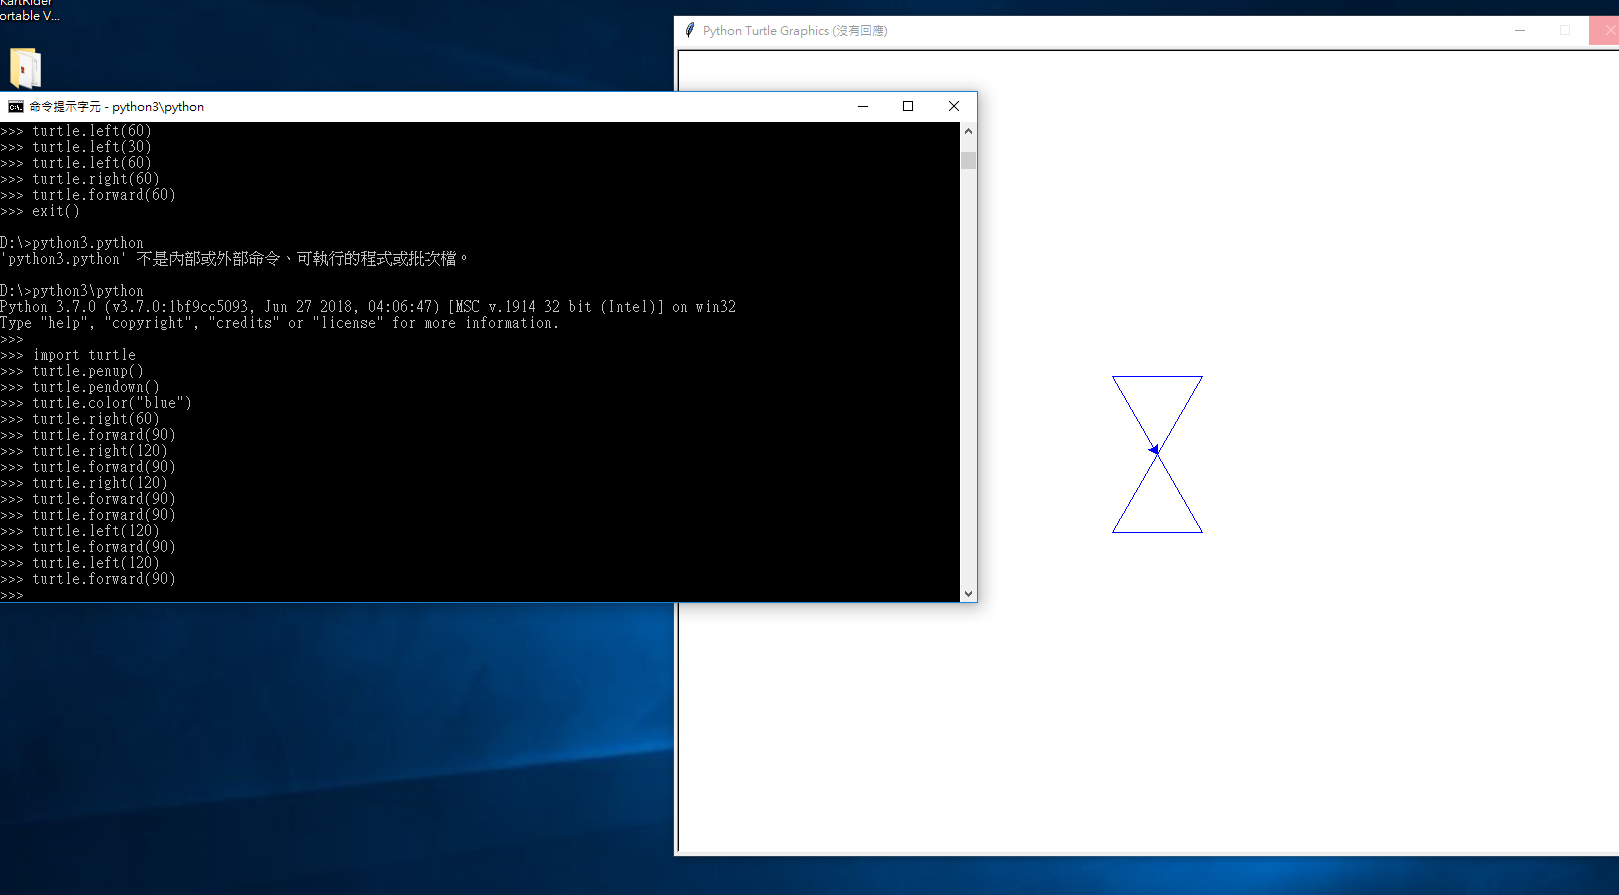 KartRider
ortable V...
Python Turtle Graphics (沒有回應)
命令提示字元 - python3\python
>>> turtle.left(60)
>>> turtle.left(30)
>>> turtle.left(60)
>>> turtle.right(60)
>>> turtle.forward(60)
>>> exit()
D:\>python3.python
'python3.python' 不是內部或外部命令、可執行的程式或批次檔。
D:\>python3\python
Python 3.7.0 (v3.7.0:1bf9cc5093, Jun 27 2018, 04:06:47) [MSC v.1914 32 bit (Intel)] on win32
Type "help", "copyright", "credits" or "license" for more information.
>>>
>>> import turtle
>>> turtle.penup()
>>> turtle.pendown()
>>> turtle.color("blue")
>>> turtle.right(60)
>>> turtle.forward(90)
>>> turtle.right(120)
>>> turtle.forward(90)
>>> turtle.right(120)
>>> turtle.forward(90)
>>> turtle.forward(90)
>>> turtle.left(120)
>>> turtle.forward(90)
>>> turtle.left(120)
>>> turtle.forward(90)
>>>